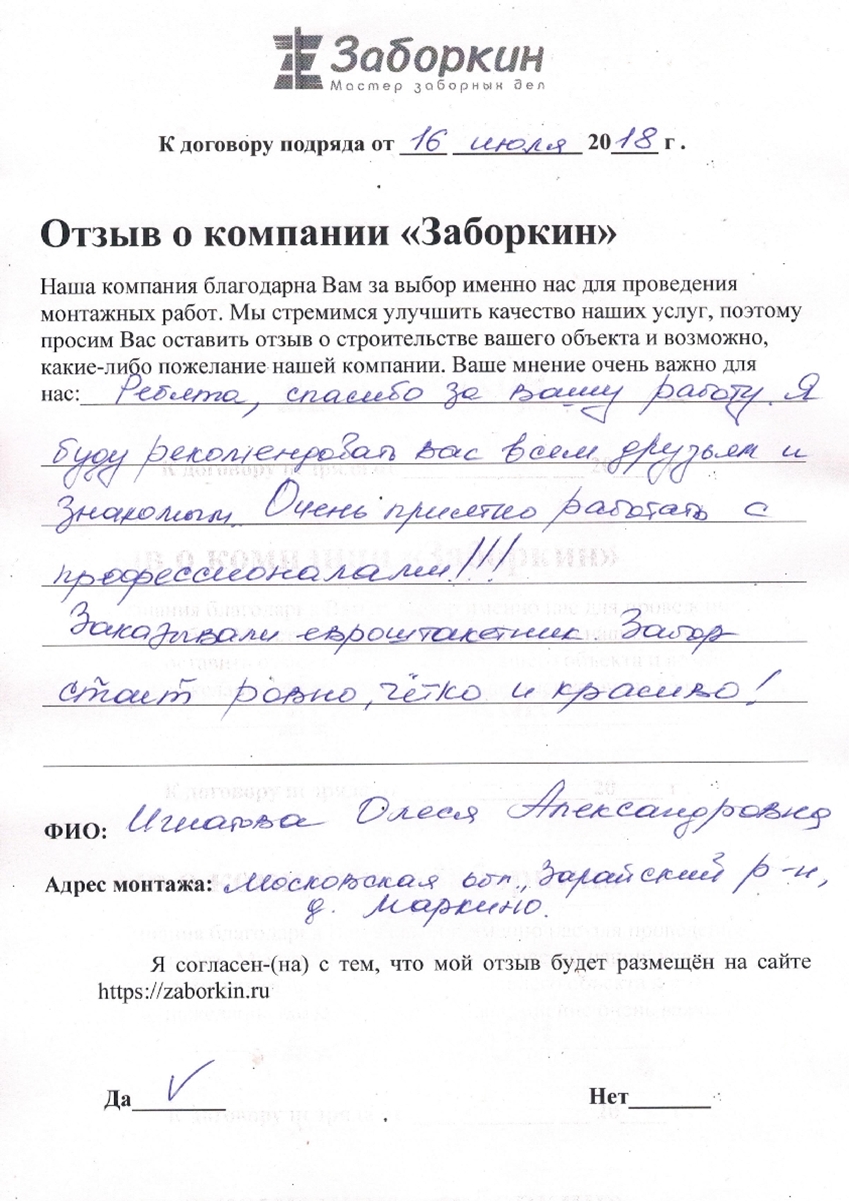 Заборкин
Мастер заборных дел
К договору подряда от 16 июля 2018 г .
Отзыв о компании «Заборкин»
Наша компания благодарна Вам за выбор именно нас для проведения
монтажных работ. Мы стремимся улучшить качество наших услуг, поэтому
просим Вас оставить отзыв о строительстве вашего объекта и возможно,
какие-либо пожелание нашей компании. Ваше мнение очень важно для
нас: Ребята, спасибо за вашу работу. Я
буду рекомендовать вас всем друзьям и
знакомым. Очень приятно работать с
профессионалами!!!
Заказывали евроштакетник. Забор
стоит ровно, чётко и красиво!
ФИО: Игнатова Олеся Александровна
Адрес монтажа: Московская обл., Зарайский р-н,
д. Маркино.
Я согласен-(на) с тем, что мой отзыв будет размещён на сайте
https://zaborkin.ru
Да √ Нет